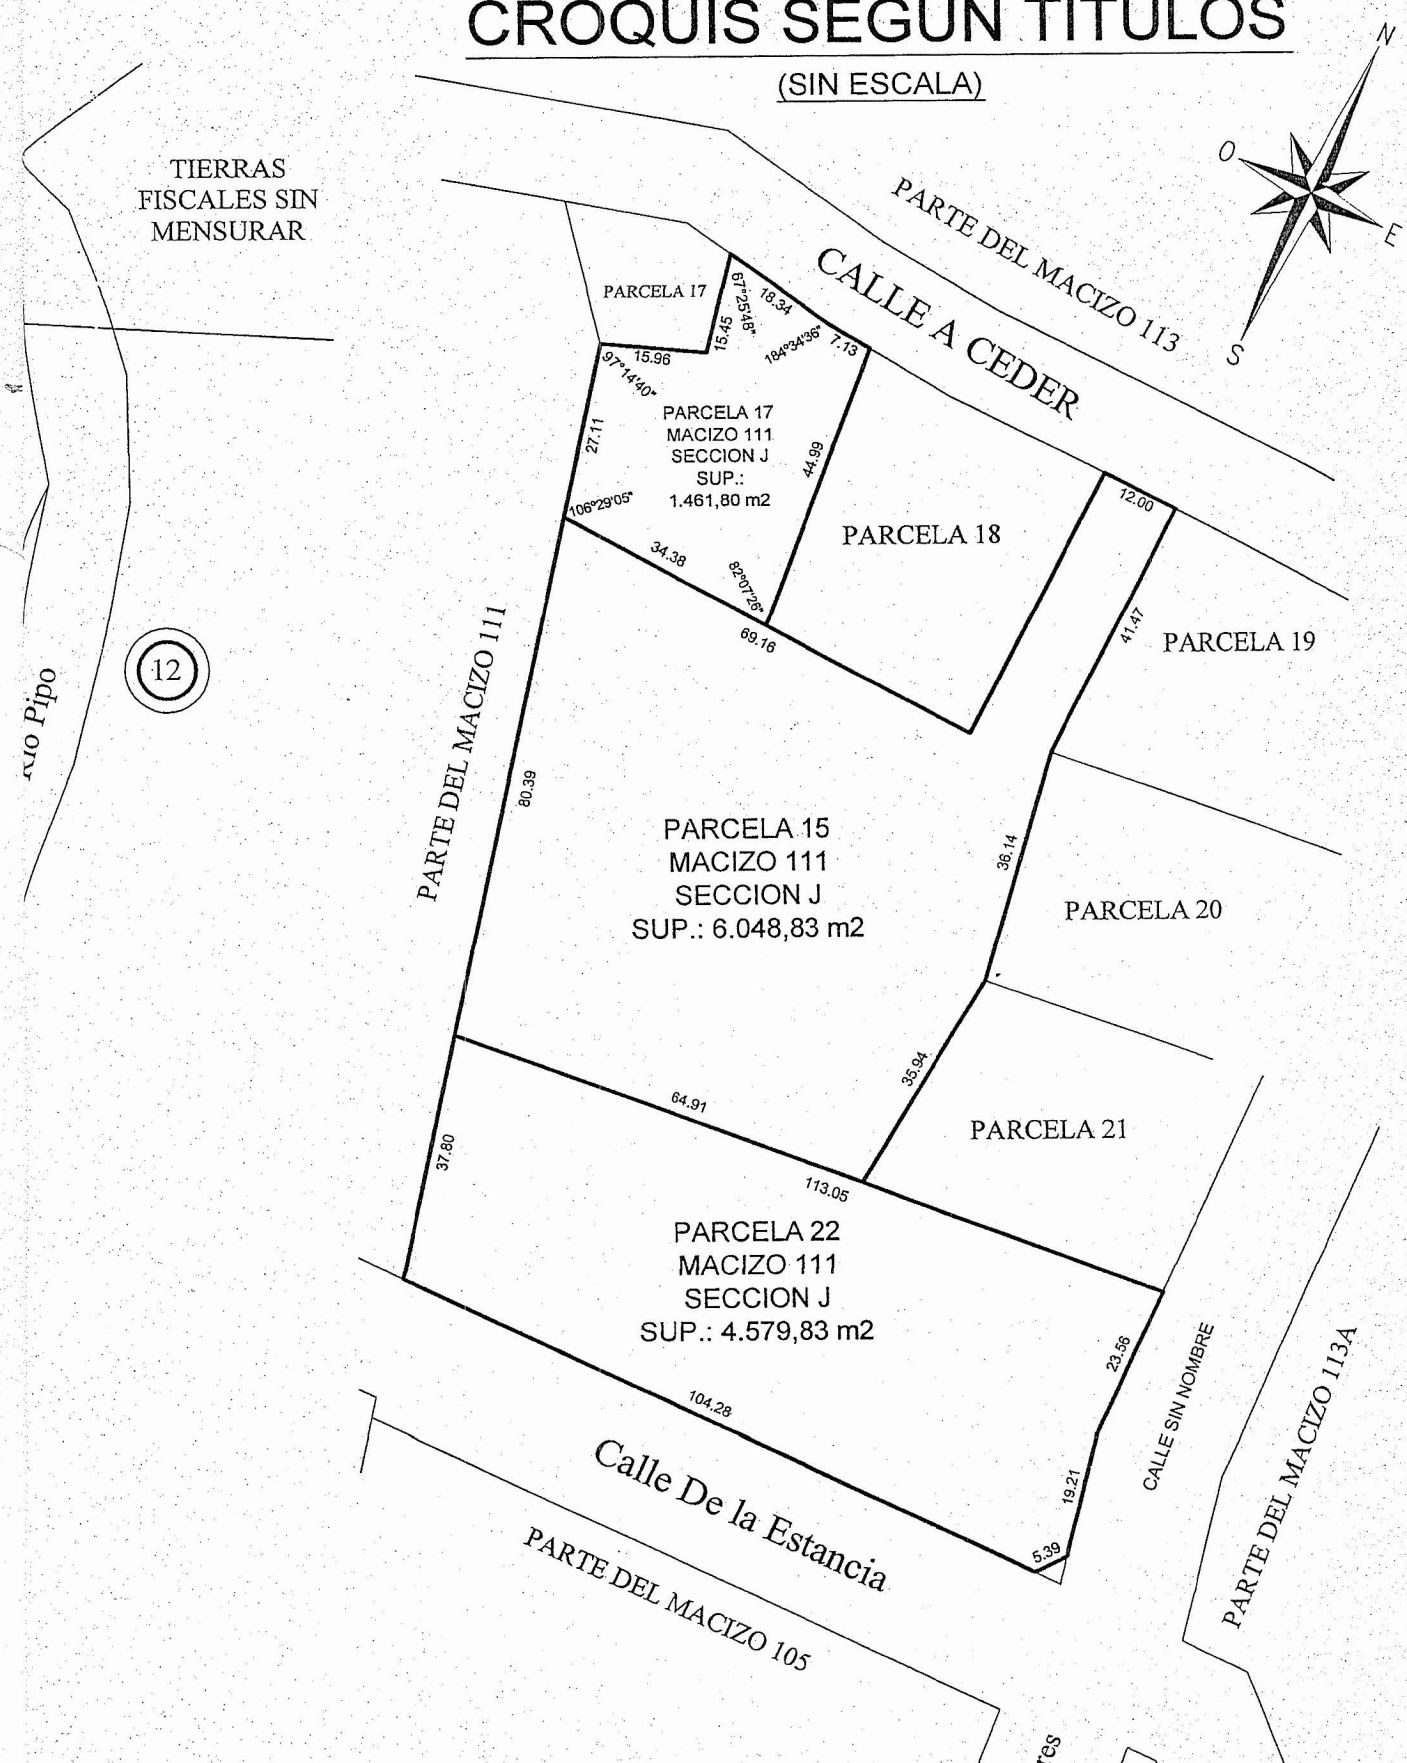 CROQUIS SEGUN TITULOS
(SIN ESCALA)
N
O
E
S
TIERRAS
FISCALES SIN
MENSURAR
PARTE DEL MACIZO 113
CALLE A CEDER
PARCELA 17
67°25'48"
18.34
15.45
184°34'36"
7.13
15.96
97°14'40"
27.11
PARCELA 17
MACIZO 111
SECCION J
SUP.:
1.461,80 m2
44.99
106°29'05"
34.38
82°07'26"
69.16
PARCELA 18
12.00
41.47
PARCELA 19
PARTE DEL MACIZO 111
12
Rio Pipo
80.39
PARCELA 15
MACIZO 111
SECCION J
SUP.: 6.048,83 m2
36.14
PARCELA 20
35.94
64.91
PARCELA 21
37.80
113.05
PARCELA 22
MACIZO 111
SECCION J
SUP.: 4.579,83 m2
23.56
CALLE SIN NOMBRE
PARTE DEL MACIZO 113A
104.28
19.21
5.39
Calle De la Estancia
PARTE DEL MACIZO 105
res